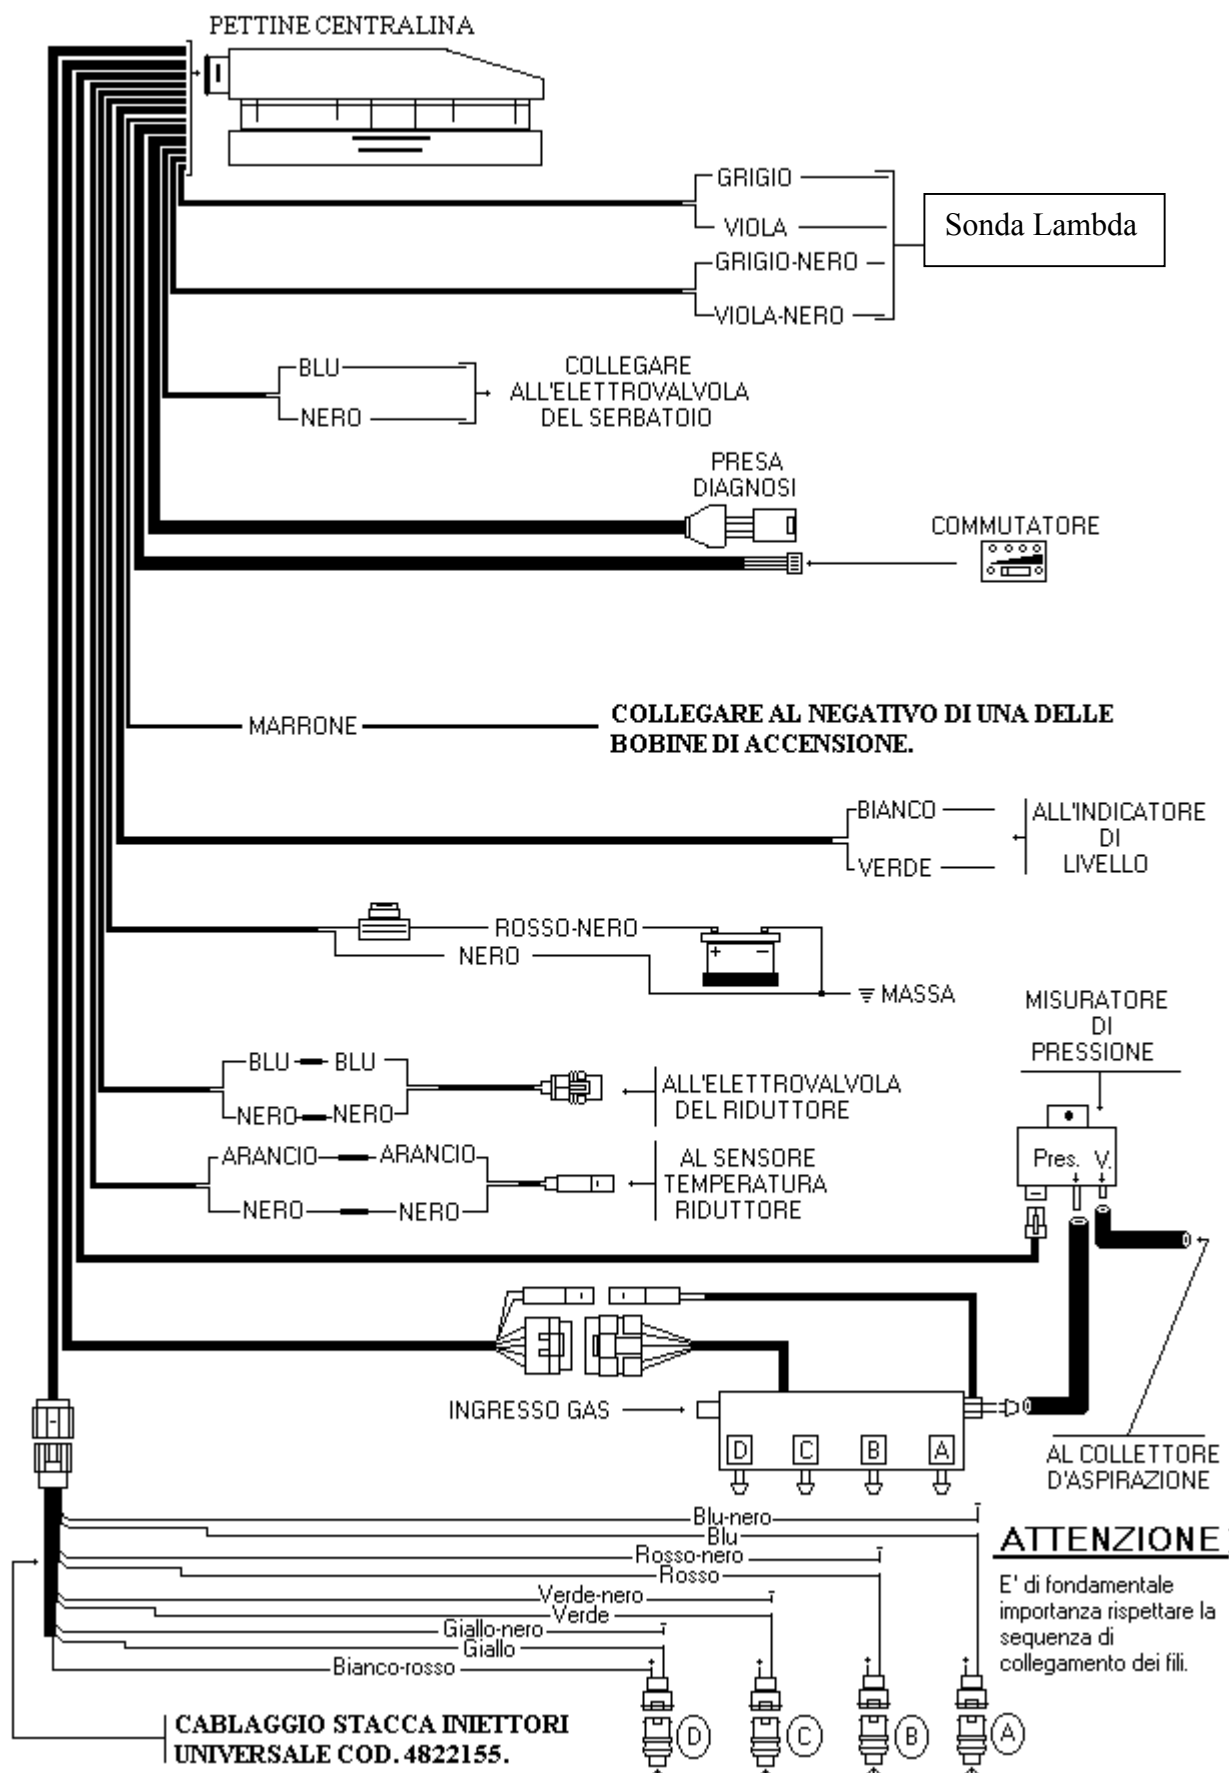 PETTINE CENTRALINA
GRIGIO
VIOLA
GRIGIO-NERO
VIOLA-NERO
Sonda Lambda
BLU
NERO
COLLEGARE
ALL'ELETTROVALVOLA
DEL SERBATOIO
PRESA
DIAGNOSI
COMMUTATORE
MARRONE
COLLEGARE AL NEGATIVO DI UNA DELLE
BOBINE DI ACCENSIONE.
BIANCO
VERDE
ALL'INDICATORE
DI
LIVELLO
ROSSO-NERO
NERO
+ −
MASSA
MISURATORE
DI
PRESSIONE
BLU BLU
NERO NERO
ALL'ELETTROVALVOLA
DEL RIDUTTORE
ARANCIO ARANCIO
NERO NERO
AL SENSORE
TEMPERATURA
RIDUTTORE
Pres. V.
INGRESSO GAS
D C B A
AL COLLETTORE
D'ASPIRAZIONE
Blu-nero
Blu
Rosso-nero
Rosso
Verde-nero
Verde
Giallo-nero
Giallo
Bianco-rosso
ATTENZIONE:
E' di fondamentale
importanza rispettare la
sequenza di
collegamento dei fili.
CABLAGGIO STACCA INIETTORI
UNIVERSALE COD. 4822155.
D C B A